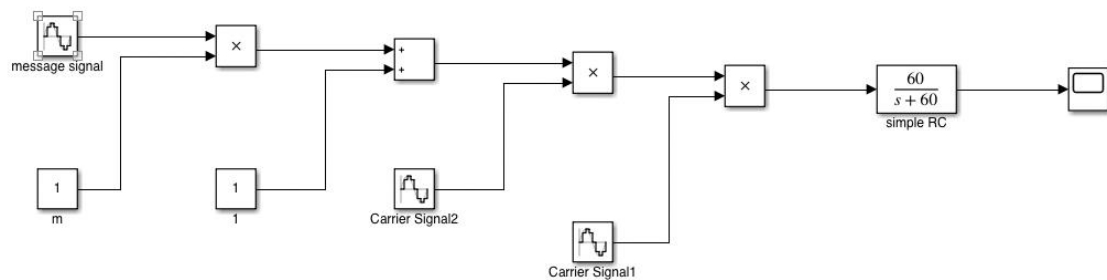 ×
message signal
+
+
×
×
60
s + 60
simple RC
1
m
1
1
Carrier Signal2
Carrier Signal1